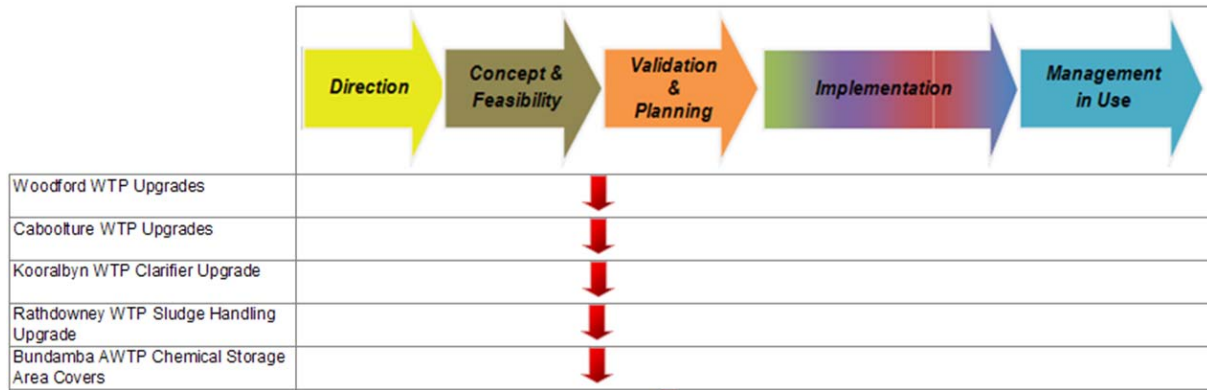 Direction
Concept &
Feasibility
Validation
&
Planning
Implementation
Management
in Use
Woodford WTP Upgrades
Caboolture WTP Upgrades
Kooralbyn WTP Clarifier Upgrade
Rathdowney WTP Sludge Handling
Upgrade
Bundamba AWTP Chemical Storage
Area Covers